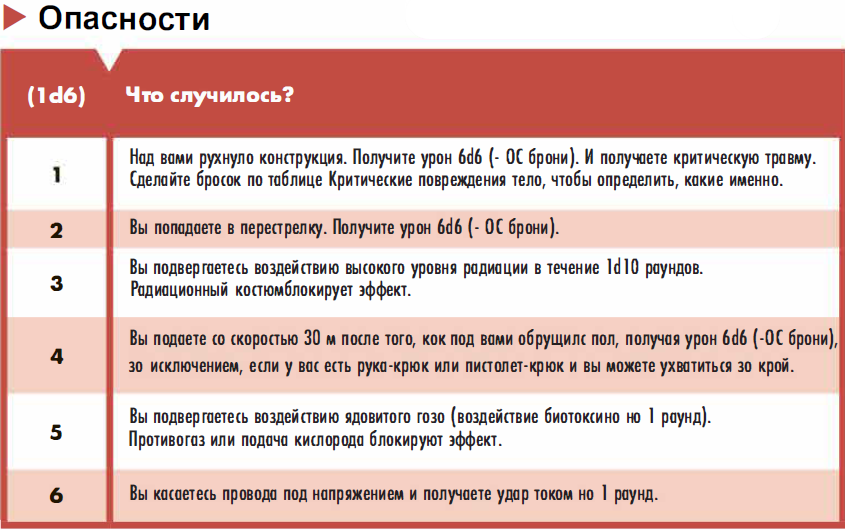 Опасности
(1d6) Что случилось?
1
Над вами рухнуло конструкция. Получите урон 6d6 (- ОС брони). И получаете критическую травму.
Сделайте бросок по таблице Критические повреждения тело, чтобы определить, какие именно.
2 Вы попадаете в перестрелку. Получите урон 6d6 (- ОС брони).
3
Вы подвергаетесь воздействию высокого уровня радиации в течение 1d10 раундов.
Радиационный костюмблокирует эффект.
4
Вы подаете со скоростью 30 м после того, кок под вами обрущилс пол, получая урон 6d6 (-ОС брони),
зо исключением, если у вас есть рука-крюк или пистолет-крюк и вы можете ухватиться зо крой.
5
Вы подвергаетесь воздействию ядовитого гозо (воздействие биотоксино но 1 раунд).
Противогаз или подача кислорода блокируют эффект.
6 Вы касаетесь провода под напряжением и получаете удар током но 1 раунд.